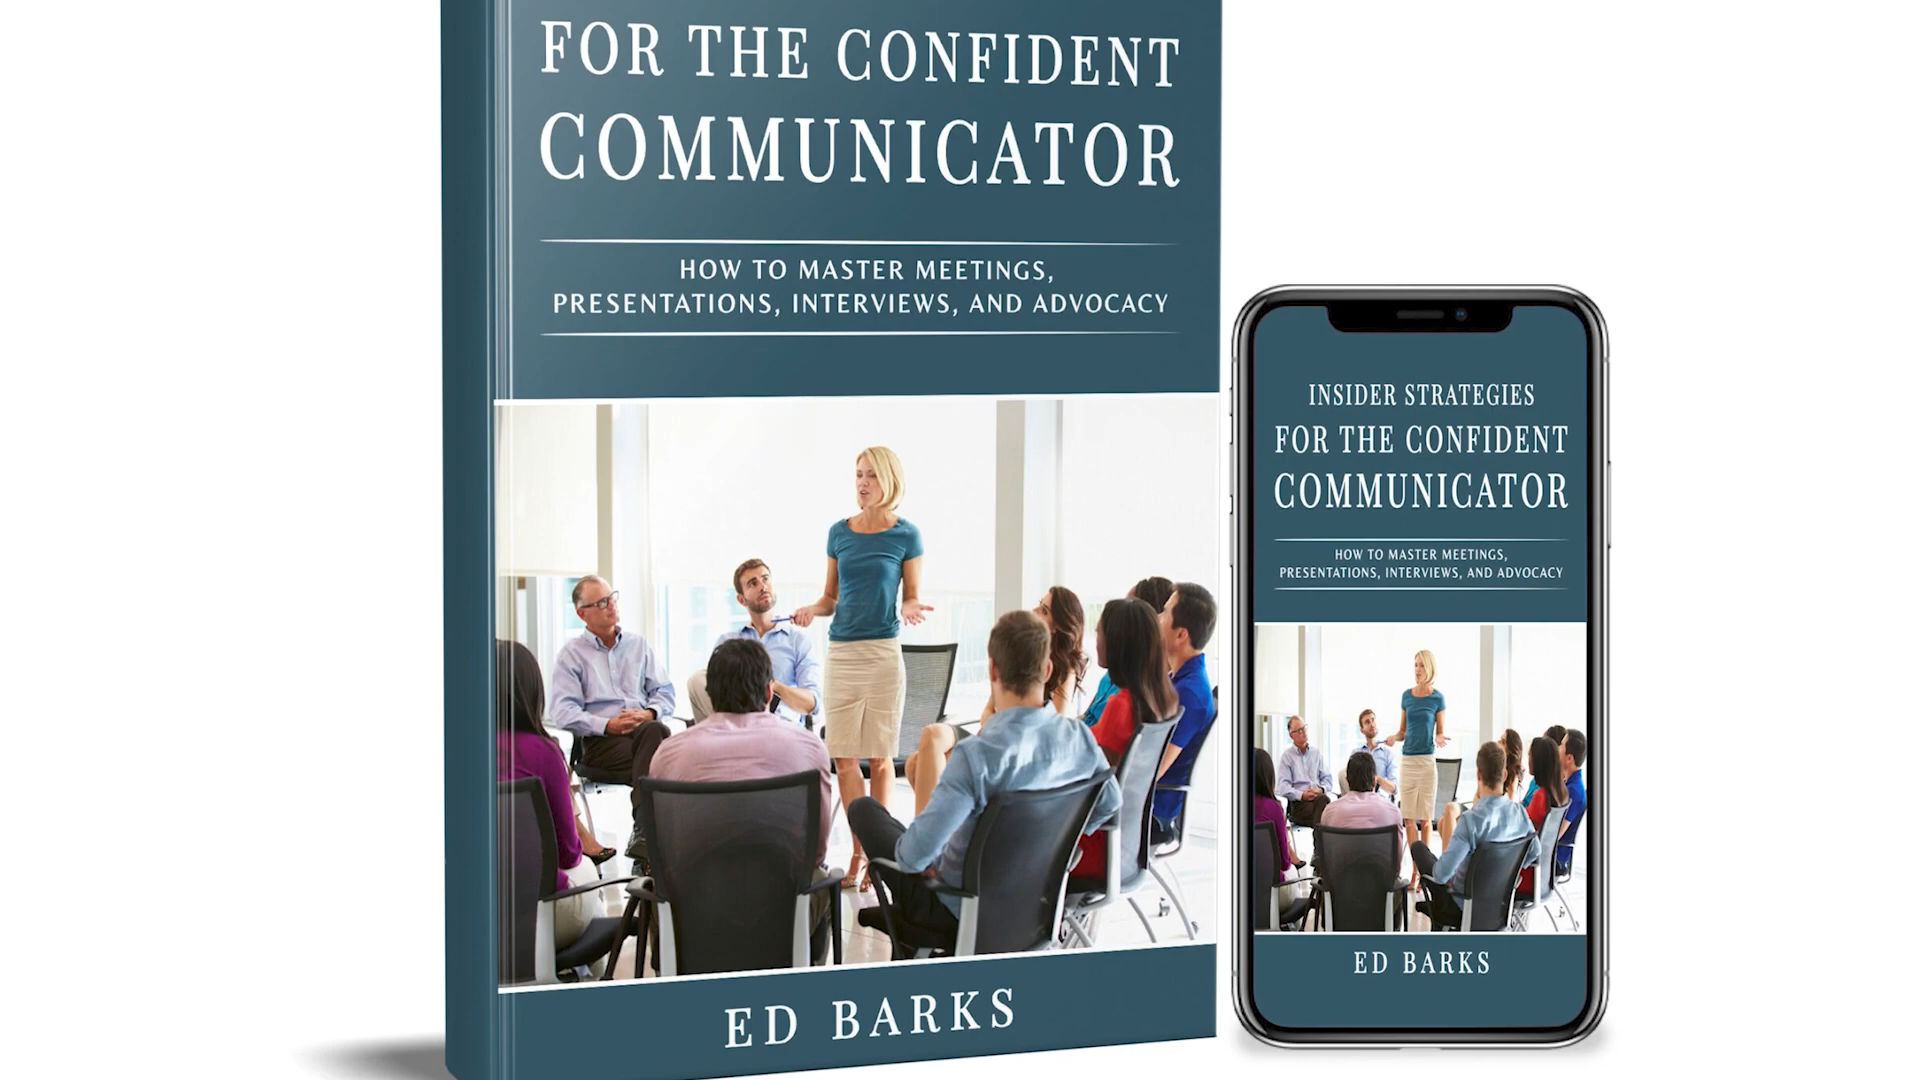 FOR THE CONFIDENT
COMMUNICATOR
HOW TO MASTER MEETINGS,
PRESENTATIONS, INTERVIEWS, AND ADVOCACY
ED BARKS
INSIDER STRATEGIES
FOR THE CONFIDENT
COMMUNICATOR
HOW TO MASTER MEETINGS,
PRESENTATIONS, INTERVIEWS, AND ADVOCACY
ED BARKS